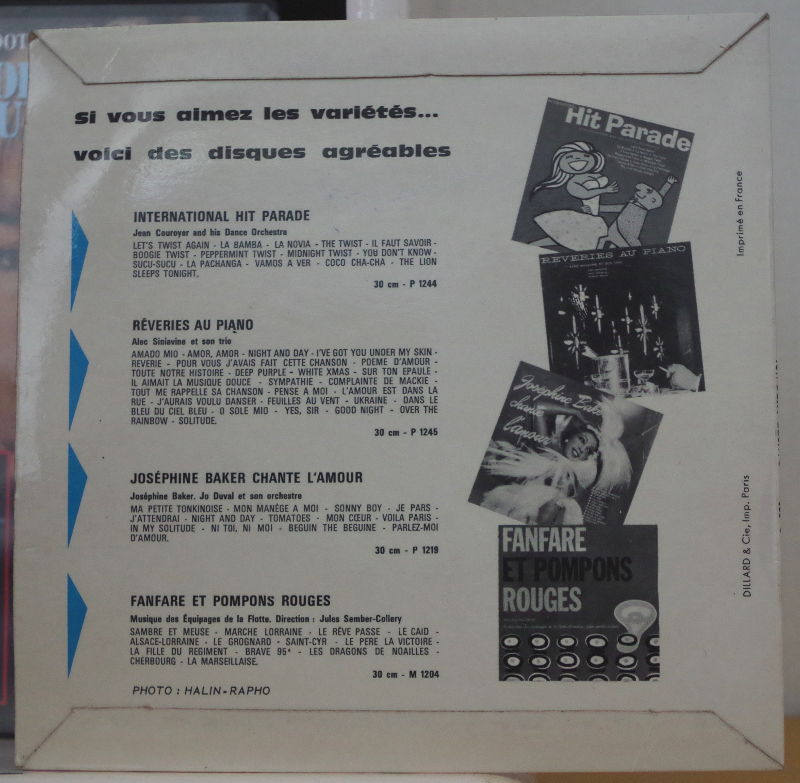 Si vous aimez les variétés...
voici des disques agréables
INTERNATIONAL HIT PARADE
Jean Couroyer and his Dance Orchestra
LET'S TWIST AGAIN - LA BAMBA - LA NOVIA - THE TWIST - IL FAUT SAVOIR -
BOOGIE TWIST - PEPPERMINT TWIST - MIDNIGHT TWIST - YOU DON'T KNOW -
SUCU-SUCU - LA PACHANGA - VAMOS A VER - COCO CHA-CHA - THE LION
SLEEPS TONIGHT,
30 cm - P 1244
RÊVERIES AU PIANO
Alec Siniavine et son trio
AMADO MIO - AMOR, AMOR - NIGHT AND DAY - I'VE GOT YOU UNDER MY SKIN -
REVERIE - POUR VOUS J'AVAIS FAIT CETTE CHANSON - POEME D'AMOUR -
TOUTE NOTRE HISTOIRE - DEEP PURPLE - WHITE XMAS - SUR TON EPAULE -
IL AIMAIT LA MUSIQUE DOUCE - SYMPATHIE - COMPLAINTE DE MACKIE -
TOUT ME RAPPELLE SA CHANSON - PENSE A MOI - L'AMOUR EST DANS LA
RUE - J'AURAIS VOULU DANSER - FEUILLES AU VENT - UKRAINE - DANS LE
BLEU DU CIEL BLEU - O SOLE MIO - YES, SIR - GOOD NIGHT - OVER THE
RAINBOW - SOLITUDE.
30 cm - P 1245
JOSÉPHINE BAKER CHANTE L'AMOUR
Joséphine Baker. Jo Duval et son orchestre
MA PETITE TONKINOISE - MON MANÈGE A MOI - SONNY BOY - JE PARS -
J'ATTENDRAI - NIGHT AND DAY - TOMATOES - MON CŒUR - VOILA PARIS -
IN MY SOLITUDE - NI TOI, NI MOI - BEGUIN THE BEGUINE - PARLEZ-MOI
D'AMOUR.
30 cm - P 1219
FANFARE ET POMPONS ROUGES
Musique des Équipages de la Flotte. Direction : Jules Sember-Collery
SAMBRE ET MEUSE - MARCHE LORRAINE - LE RÊVE PASSE - LE CAID -
ALSACE-LORRAINE - LE GROGNARD - SAINT-CYR - LE PERE LA VICTOIRE -
LA FILLE DU REGIMENT - BRAVE 95e - LES DRAGONS DE NOAILLES -
CHERBOURG - LA MARSEILLAISE.
30 cm - M 1204
PHOTO : HALIN-RAPHO
Hit Parade
REVERIES AU PIANO
Joséphine Baker
chante
l'amour
FANFARE
ET POMPONS
ROUGES
Imprimé en France
DILLARD & Cie, Imp. Paris